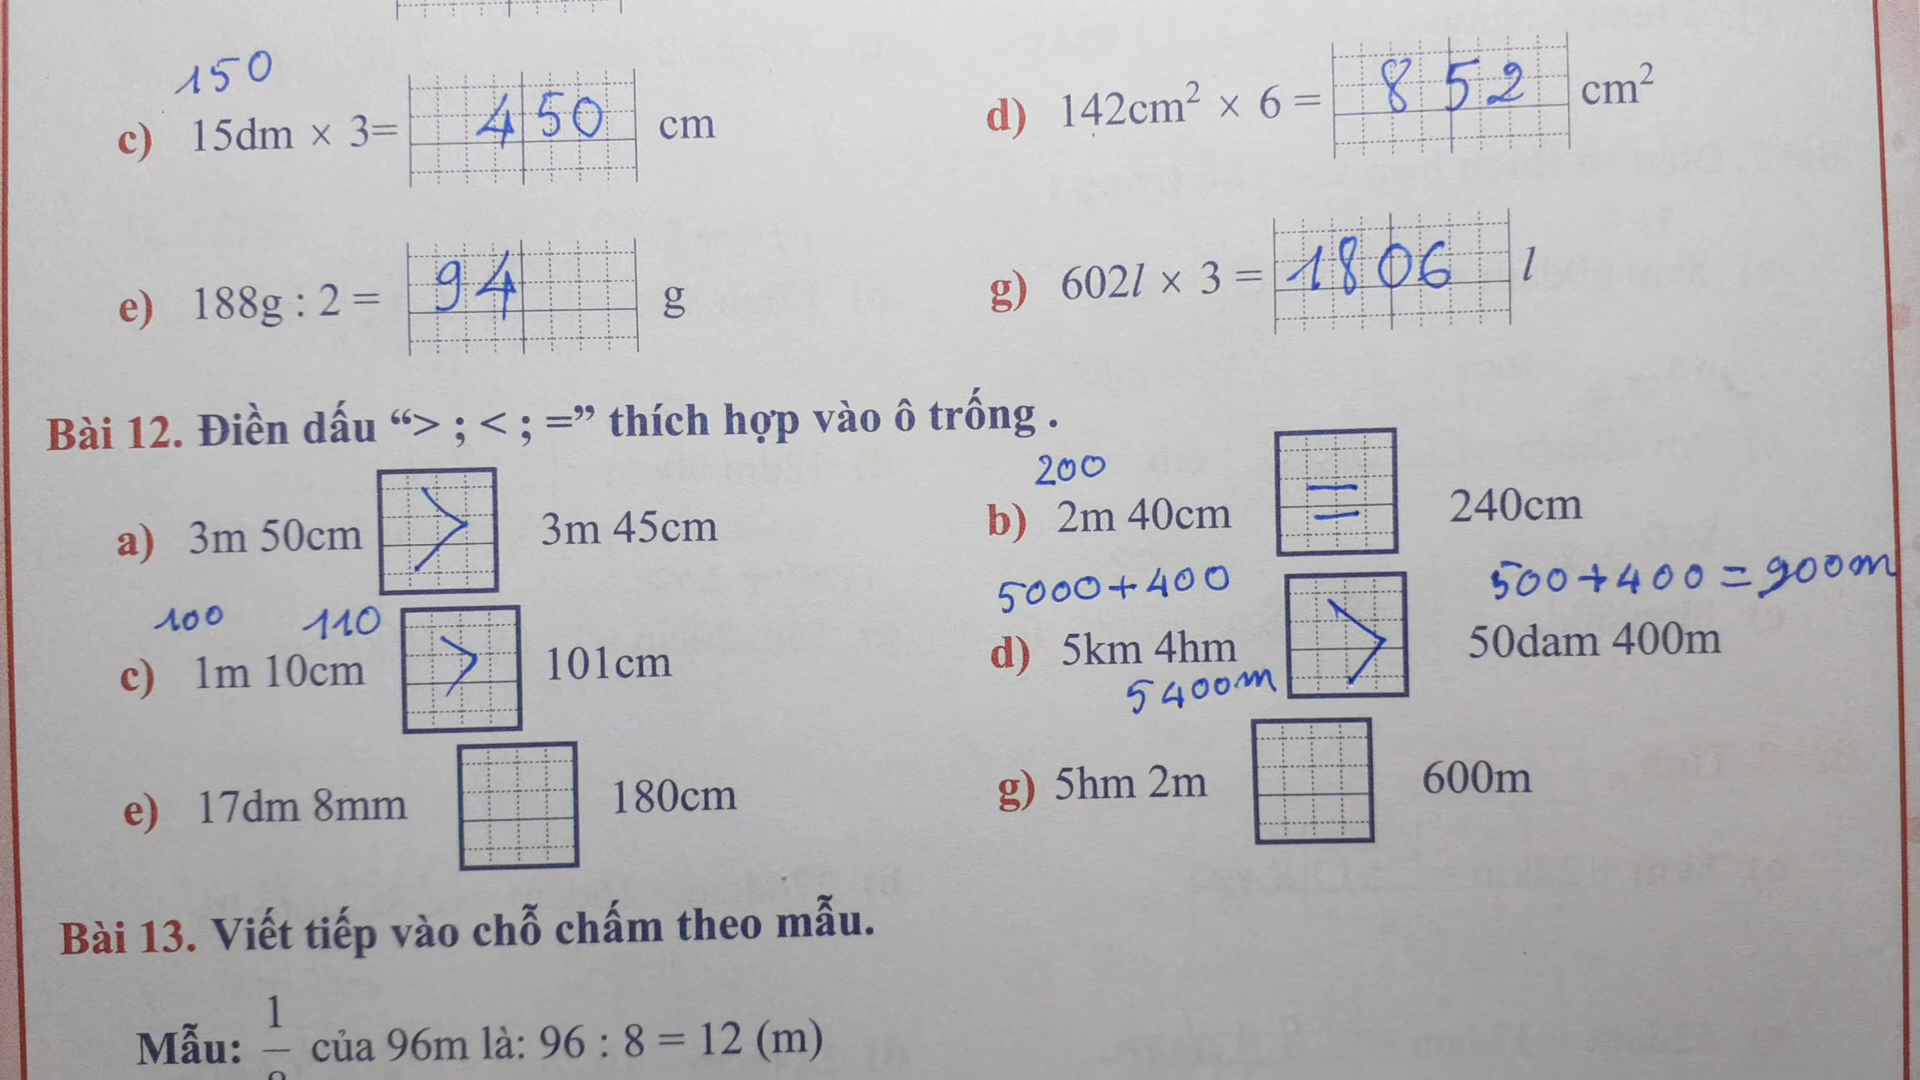 150
c) 15dm × 3= 450 cm
d) 142cm² × 6 = 852 cm²
e) 188g : 2 = 94 g
g) 602l × 3 = 1806 l
Bài 12. Điền dấu “> ; < ; =” thích hợp vào ô trống .
200
a) 3m 50cm > 3m 45cm
b) 2m 40cm = 240cm
100 110
5000+400
500+400=900m
c) 1m 10cm > 101cm
d) 5km 4hm > 50dam 400m
5400m
e) 17dm 8mm 180cm
g) 5hm 2m 600m
Bài 13. Viết tiếp vào chỗ chấm theo mẫu.
Mẫu: 1/8 của 96m là: 96 : 8 = 12 (m)